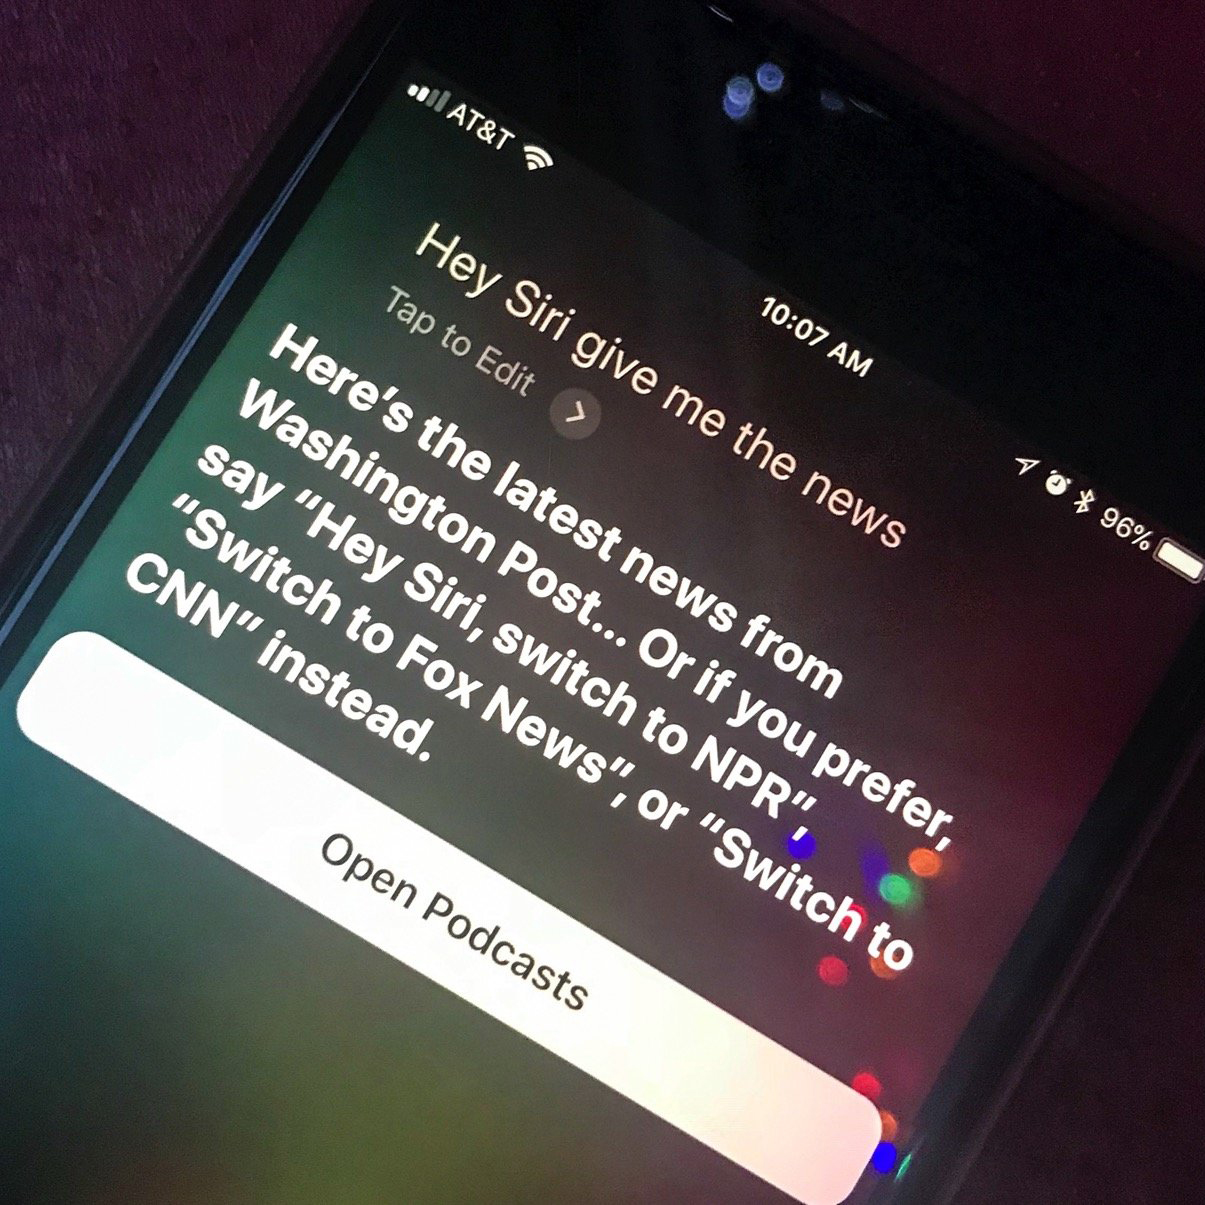 AT&T 10:07 AM 96%
Hey Siri give me the news
Tap to Edit
Here's the latest news from
Washington Post... Or if you prefer,
say “Hey Siri, switch to NPR”,
“Switch to Fox News”, or “Switch to
CNN” instead.
Open Podcasts